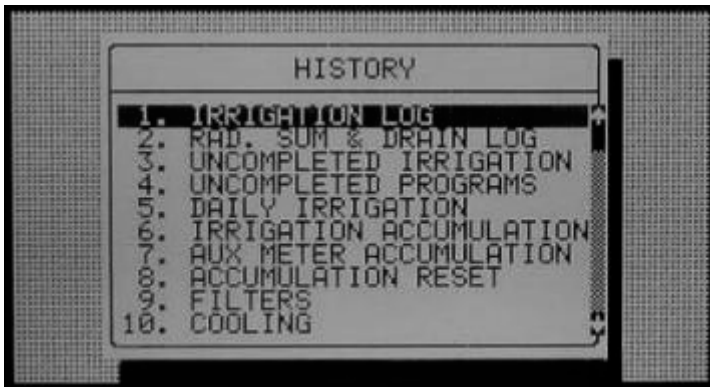 HISTORY
1. IRRIGATION LOG
2. RAD. SUM & DRAIN LOG
3. UNCOMPLETED IRRIGATION
4. UNCOMPLETED PROGRAMS
5. DAILY IRRIGATION
6. IRRIGATION ACCUMULATION
7. AUX METER ACCUMULATION
8. ACCUMULATION RESET
9. FILTERS
10. COOLING